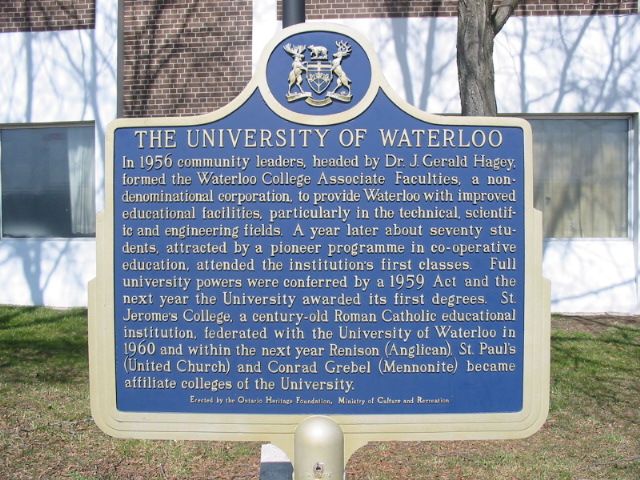 THE UNIVERSITY OF WATERLOO
In 1956 community leaders, headed by Dr. J. Gerald Hagey,
formed the Waterloo College Associate Faculties, a non-
denominational corporation, to provide Waterloo with improved
educational facilities, particularly in the technical, scientif-
ic and engineering fields. A year later about seventy stu-
dents, attracted by a pioneer programme in co-operative
education, attended the institution's first classes. Full
university powers were conferred by a 1959 Act and the
next year the University awarded its first degrees. St.
Jerome's College, a century-old Roman Catholic educational
institution, federated with the University of Waterloo in
1960 and within the next year Renison (Anglican), St. Paul's
(United Church) and Conrad Grebel (Mennonite) became
affiliate colleges of the University.
Erected by the Ontario Heritage Foundation, Ministry of Culture and Recreation